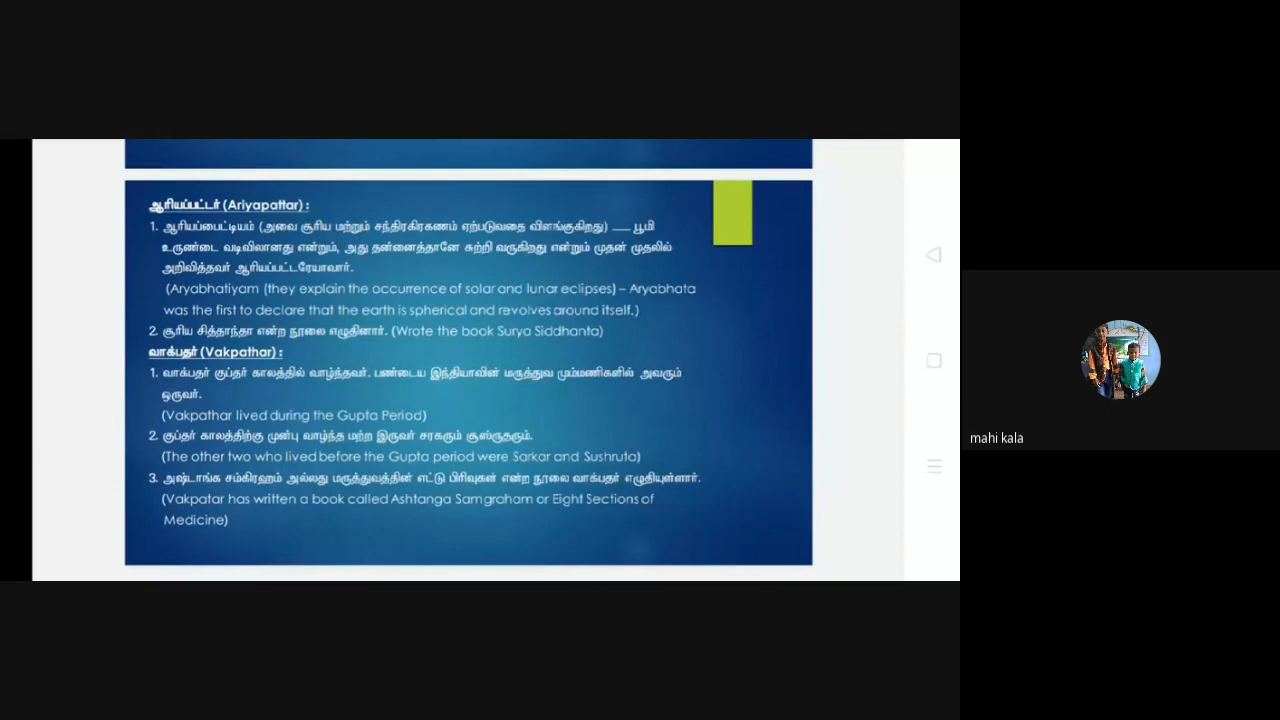 ஆரியப்பட்டர் (Ariyapattar) :
1. ஆரியப்பைட்டியம் (அவை சூரிய மற்றும் சந்திரகிரகணம் ஏற்படுவதை விளங்குகிறது) __ பூமி
உருண்டை வடிவிலானது என்றும், அது தன்னைத்தானே சுற்றி வருகிறது என்றும் முதன் முதலில்
அறிவித்தவர் ஆரியப்பட்டரேயாவார்.
(Aryabhatiyam (they explain the occurrence of solar and lunar eclipses) – Aryabhata
was the first to declare that the earth is spherical and revolves around itself.)
2. சூரிய சித்தாந்தா என்ற நூலை எழுதினார். (Wrote the book Surya Siddhanta)
வாக்பதர் (Vakpathar) :
1. வாக்பதர் குப்தர் காலத்தில் வாழ்ந்தவர். பண்டைய இந்தியாவின் மருத்துவ மும்மணிகளில் அவரும்
ஒருவர்.
(Vakpathar lived during the Gupta Period)
2. குப்தர் காலத்திற்கு முன்பு வாழ்ந்த மற்ற இருவர் சரகரும் சூஸ்ருதரும்.
(The other two who lived before the Gupta period were Sarkar and Sushruta)
3. அஷ்டாங்க சம்கிரஹம் அல்லது மருத்துவத்தின் எட்டு பிரிவுகள் என்ற நூலை வாக்பதர் எழுதியுள்ளார்.
(Vakpatar has written a book called Ashtanga Samgraham or Eight Sections of
Medicine)
mahi kala